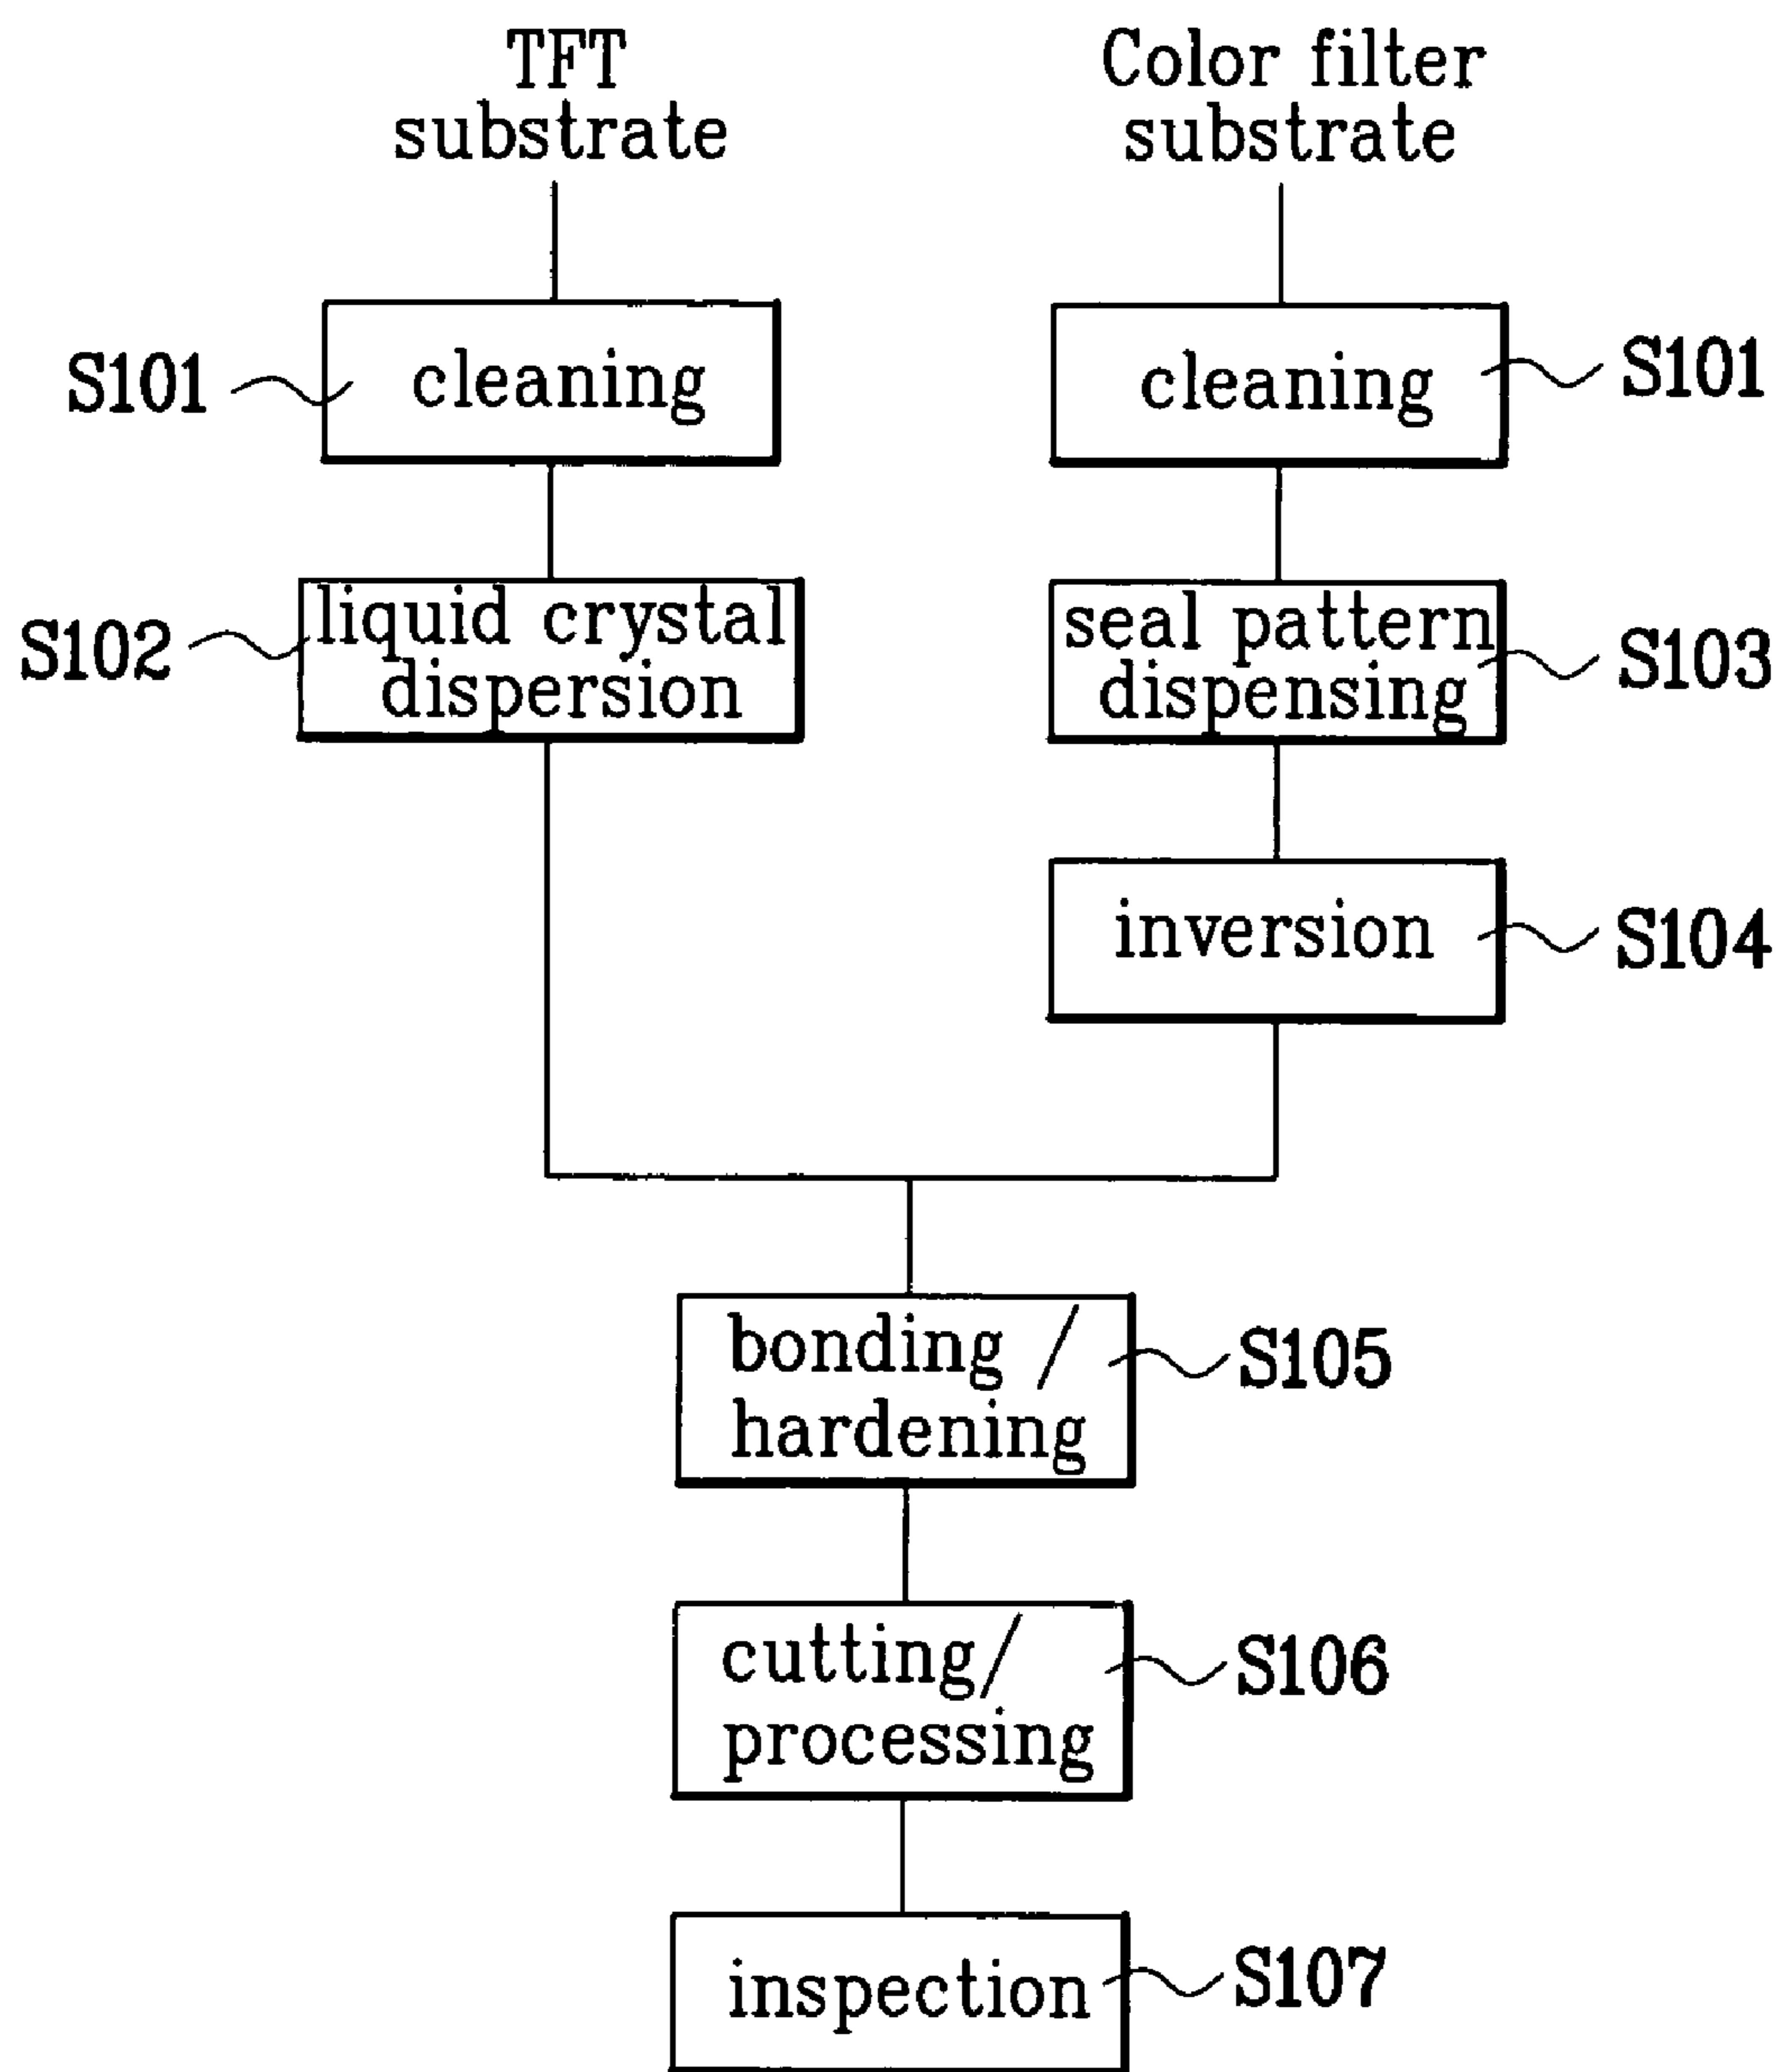 TFT
substrate
Color filter
substrate
S101
cleaning
cleaning
S101
S102
liquid crystal
dispersion
seal pattern
dispensing
S103
inversion
S104
bonding /
hardening
S105
cutting/
processing
S106
inspection
S107